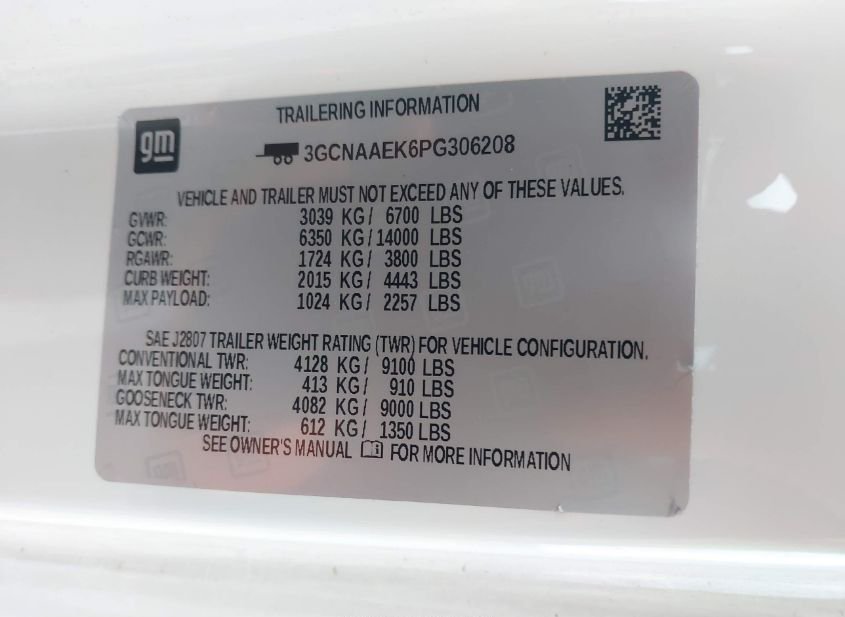 gm
TRAILERING INFORMATION
3GCNAAEK6PG306208
VEHICLE AND TRAILER MUST NOT EXCEED ANY OF THESE VALUES.
GVWR: 3039 KG/ 6700 LBS
GCWR: 6350 KG/14000 LBS
RGAWR: 1724 KG/ 3800 LBS
CURB WEIGHT: 2015 KG/ 4443 LBS
MAX PAYLOAD: 1024 KG/ 2257 LBS
SAE J2807 TRAILER WEIGHT RATING (TWR) FOR VEHICLE CONFIGURATION.
CONVENTIONAL TWR: 4128 KG/ 9100 LBS
MAX TONGUE WEIGHT: 413 KG/ 910 LBS
GOOSENECK TWR: 4082 KG/ 9000 LBS
MAX TONGUE WEIGHT: 612 KG/ 1350 LBS
SEE OWNER'S MANUAL FOR MORE INFORMATION